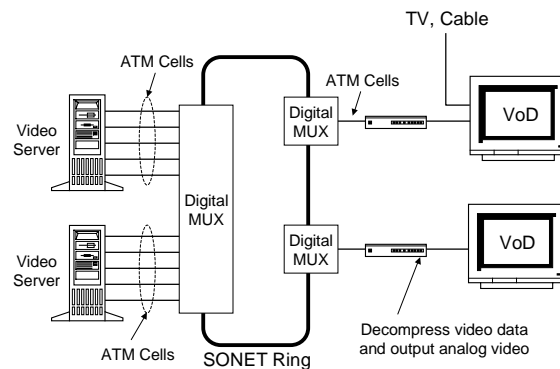 TV, Cable
ATM Cells
ATM Cells
Video
Server
Digital
MUX
VoD
Digital
MUX
Video
Server
Digital
MUX
VoD
ATM Cells
SONET Ring
Decompress video data
and output analog video